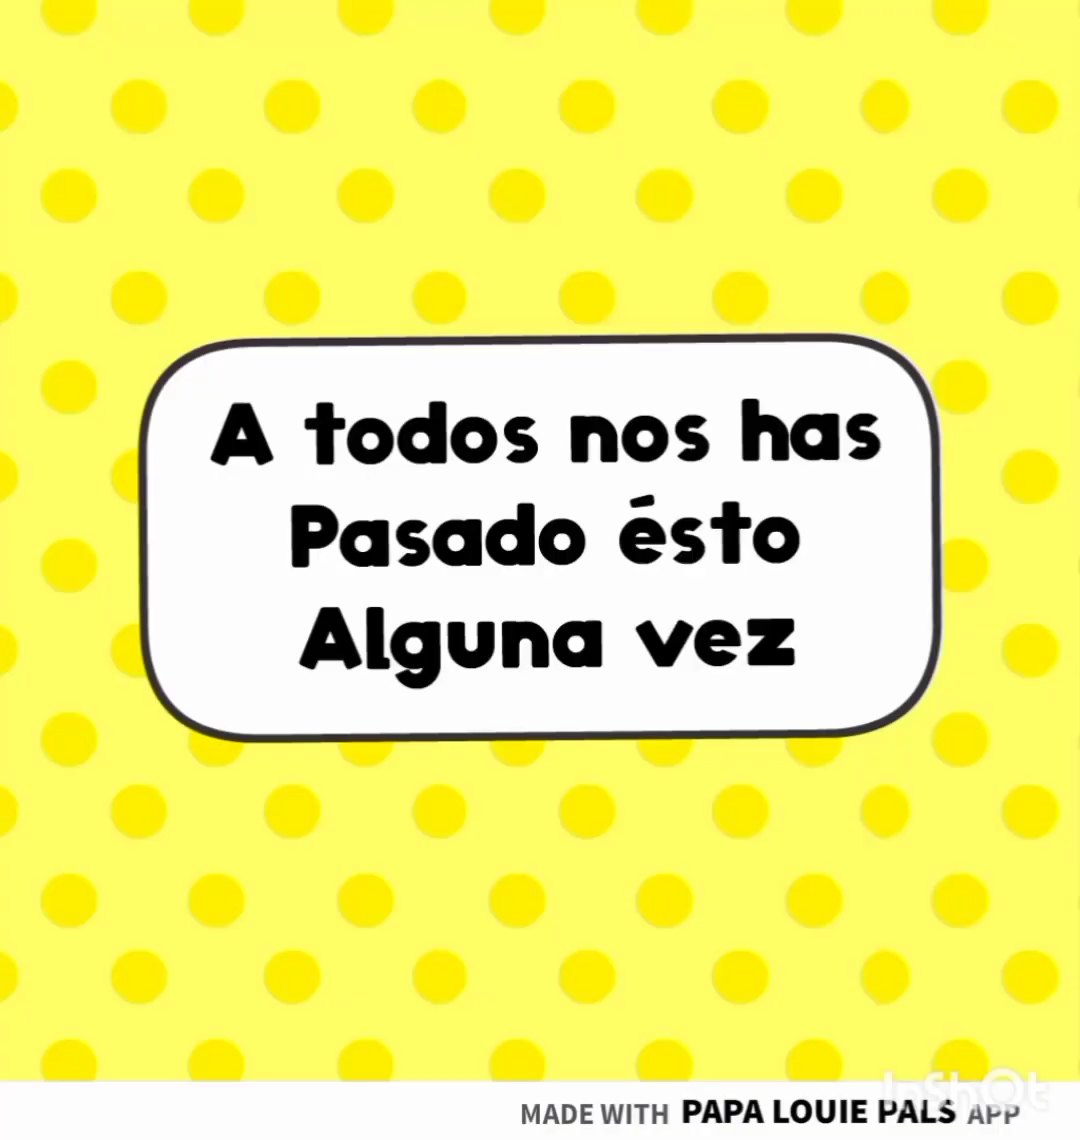 A todos nos has
Pasado ésto
Alguna vez
InShOt
MADE WITH PAPA LOUIE PALS APP